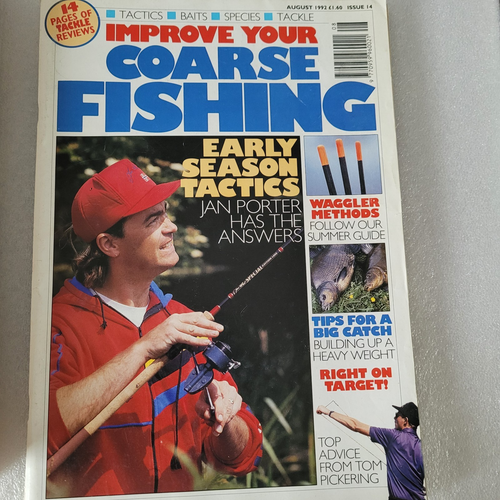 14
PAGES OF
TACKLE
REVIEWS
TACTICS BAITS SPECIES TACKLE
AUGUST 1992 £1.60 ISSUE 14
IMPROVE YOUR
COARSE
FISHING
08
EARLY
SEASON
TACTICS
JAN PORTER
HAS THE
ANSWERS
WAGGLER
METHODS
FOLLOW OUR
SUMMER GUIDE
TIPS FOR A
BIG CATCH
BUILDING UP A
HEAVY WEIGHT
RIGHT ON
TARGET!
TOP
ADVICE
FROM TOM
PICKERING